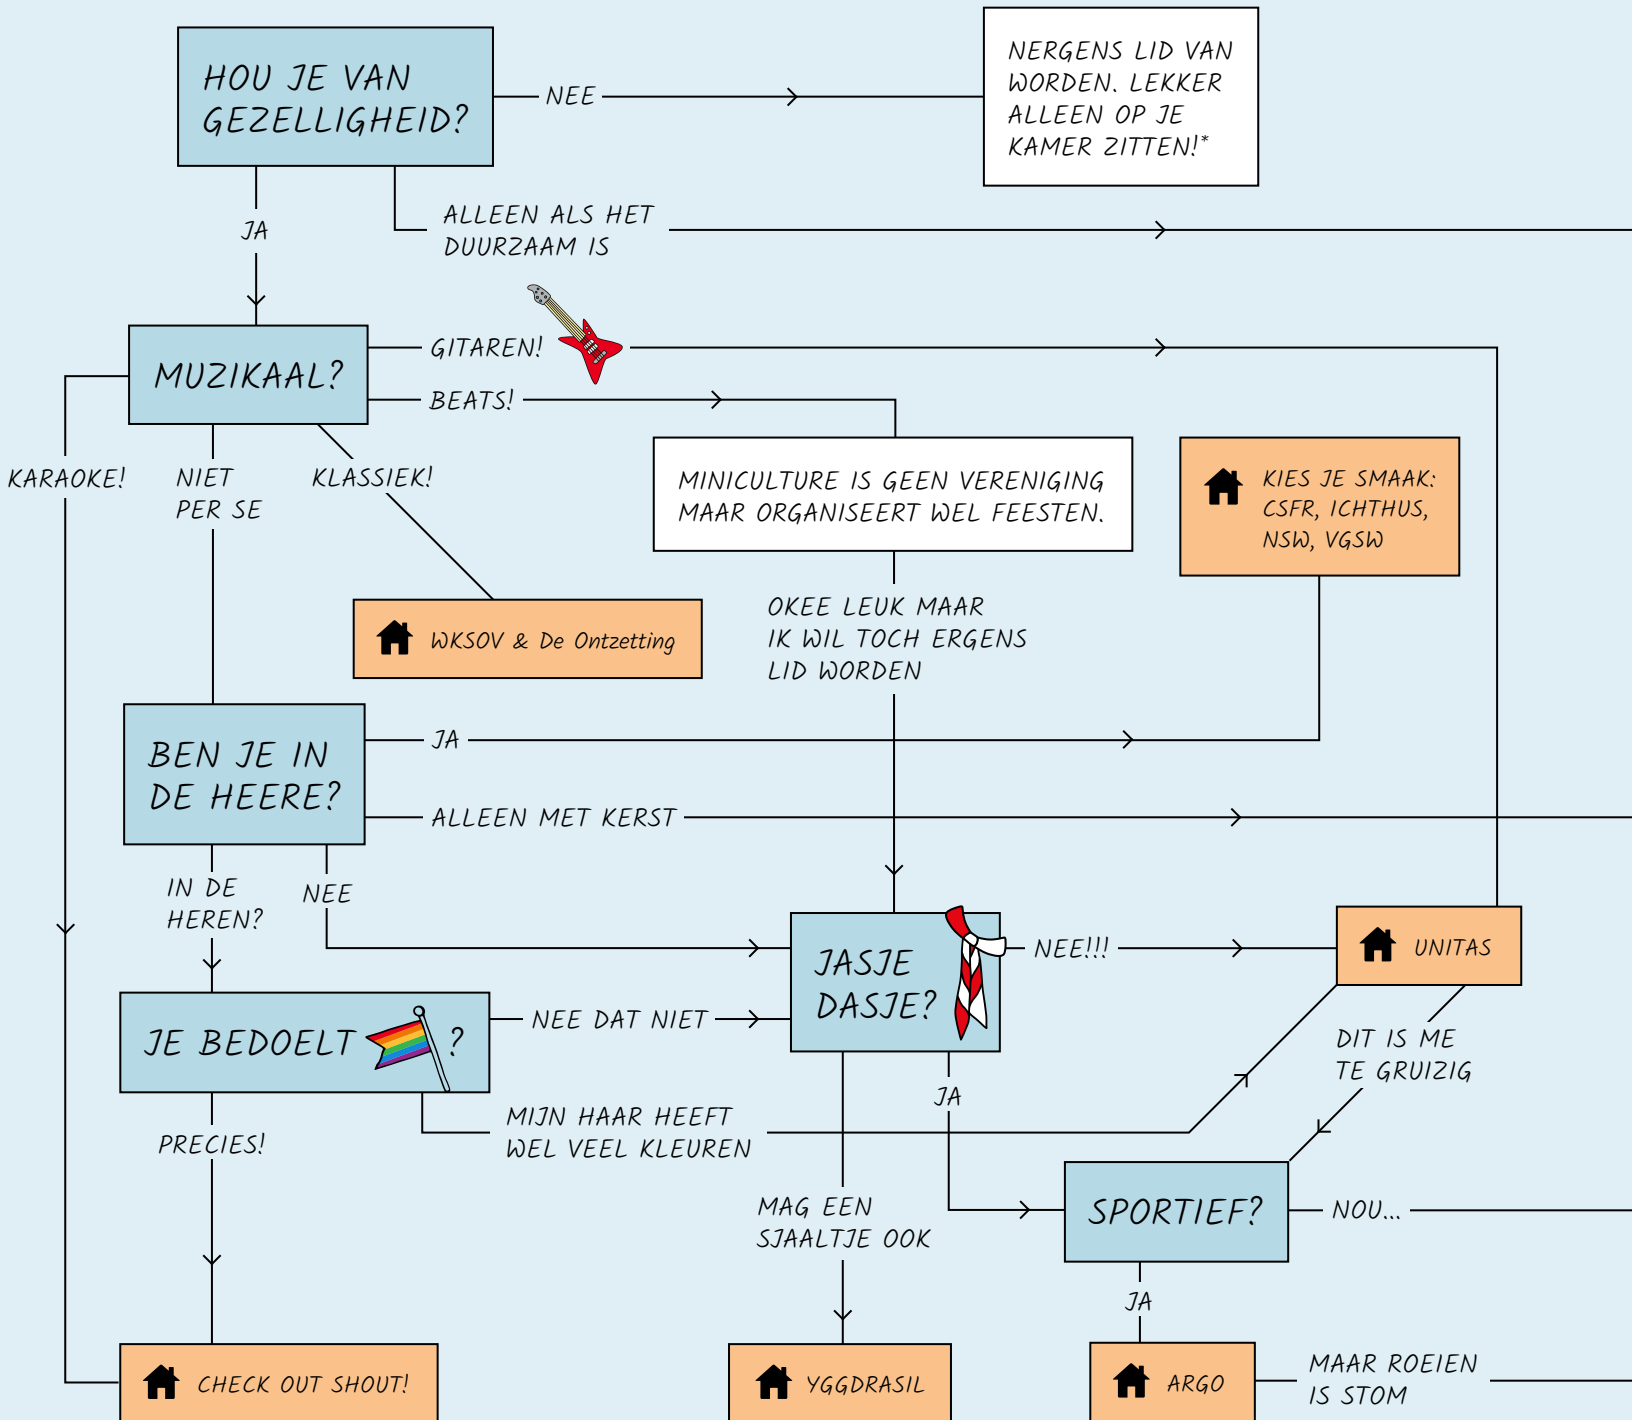 HOU JE VAN
GEZELLIGHEID?
NEE
NERGENS LID VAN
WORDEN. LEKKER
ALLEEN OP JE
KAMER ZITTEN!*
JA
ALLEEN ALS HET
DUURZAAM IS
MUZIKAAL?
GITAREN!
BEATS!
KARAOKE!
NIET
PER SE
KLASSIEK!
MINICULTURE IS GEEN VERENIGING
MAAR ORGANISEERT WEL FEESTEN.
KIES JE SMAAK:
CSFR, ICHTHUS,
NSW, VGSW
WKSOV & De Ontzetting
OKEE LEUK MAAR
IK WIL TOCH ERGENS
LID WORDEN
BEN JE IN
DE HEERE?
JA
ALLEEN MET KERST
IN DE
HEREN?
NEE
JASJE
DASJE?
NEE!!!
UNITAS
JE BEDOELT ?
NEE DAT NIET
DIT IS ME
TE GRUIZIG
JA
MIJN HAAR HEEFT
WEL VEEL KLEUREN
PRECIES!
MAG EEN
SJAALTJE OOK
SPORTIEF?
NOU...
JA
CHECK OUT SHOUT!
YGGDRASIL
ARGO
MAAR ROEIEN
IS STOM